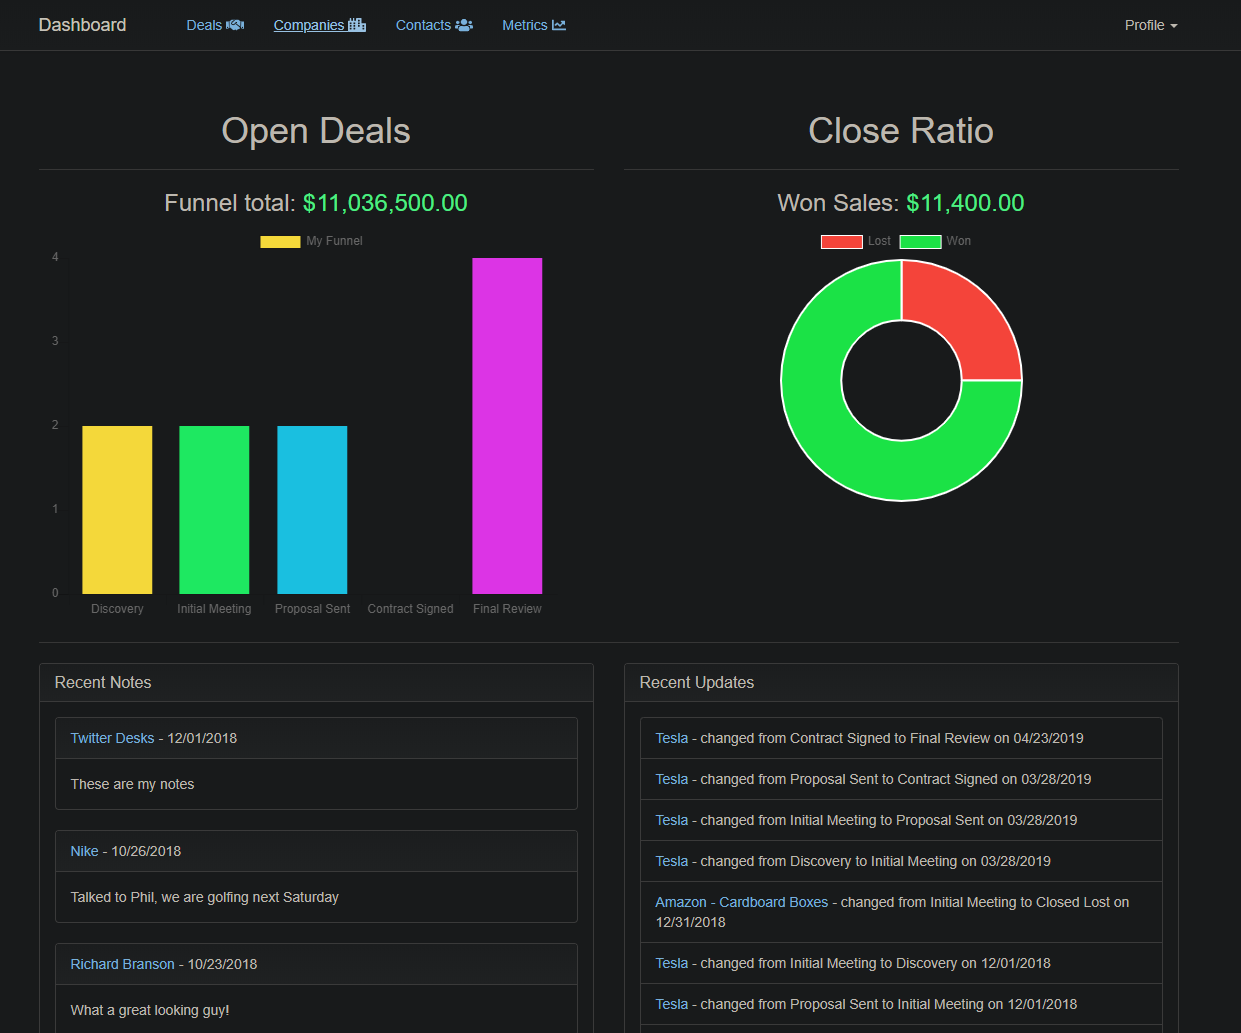 Dashboard
Deals
Companies
Contacts
Metrics
Profile
Open Deals
Funnel total: $11,036,500.00
My Funnel
4
3
2
1
0
Discovery
Initial Meeting
Proposal Sent
Contract Signed
Final Review
Close Ratio
Won Sales: $11,400.00
Lost
Won
Recent Notes
Twitter Desks - 12/01/2018
These are my notes
Nike - 10/26/2018
Talked to Phil, we are golfing next Saturday
Richard Branson - 10/23/2018
What a great looking guy!
Recent Updates
Tesla - changed from Contract Signed to Final Review on 04/23/2019
Tesla - changed from Proposal Sent to Contract Signed on 03/28/2019
Tesla - changed from Initial Meeting to Proposal Sent on 03/28/2019
Tesla - changed from Discovery to Initial Meeting on 03/28/2019
Amazon - Cardboard Boxes - changed from Initial Meeting to Closed Lost on
12/31/2018
Tesla - changed from Initial Meeting to Discovery on 12/01/2018
Tesla - changed from Proposal Sent to Initial Meeting on 12/01/2018